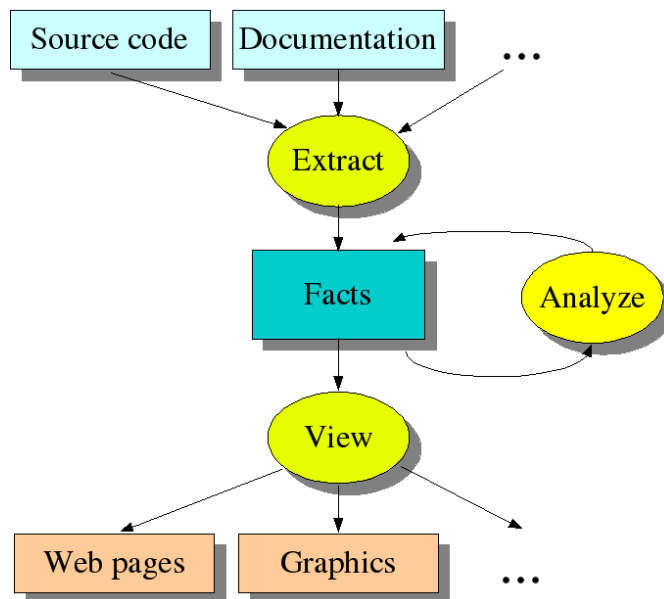 Source code
Documentation
...
Extract
Facts
Analyze
View
Web pages
Graphics
...